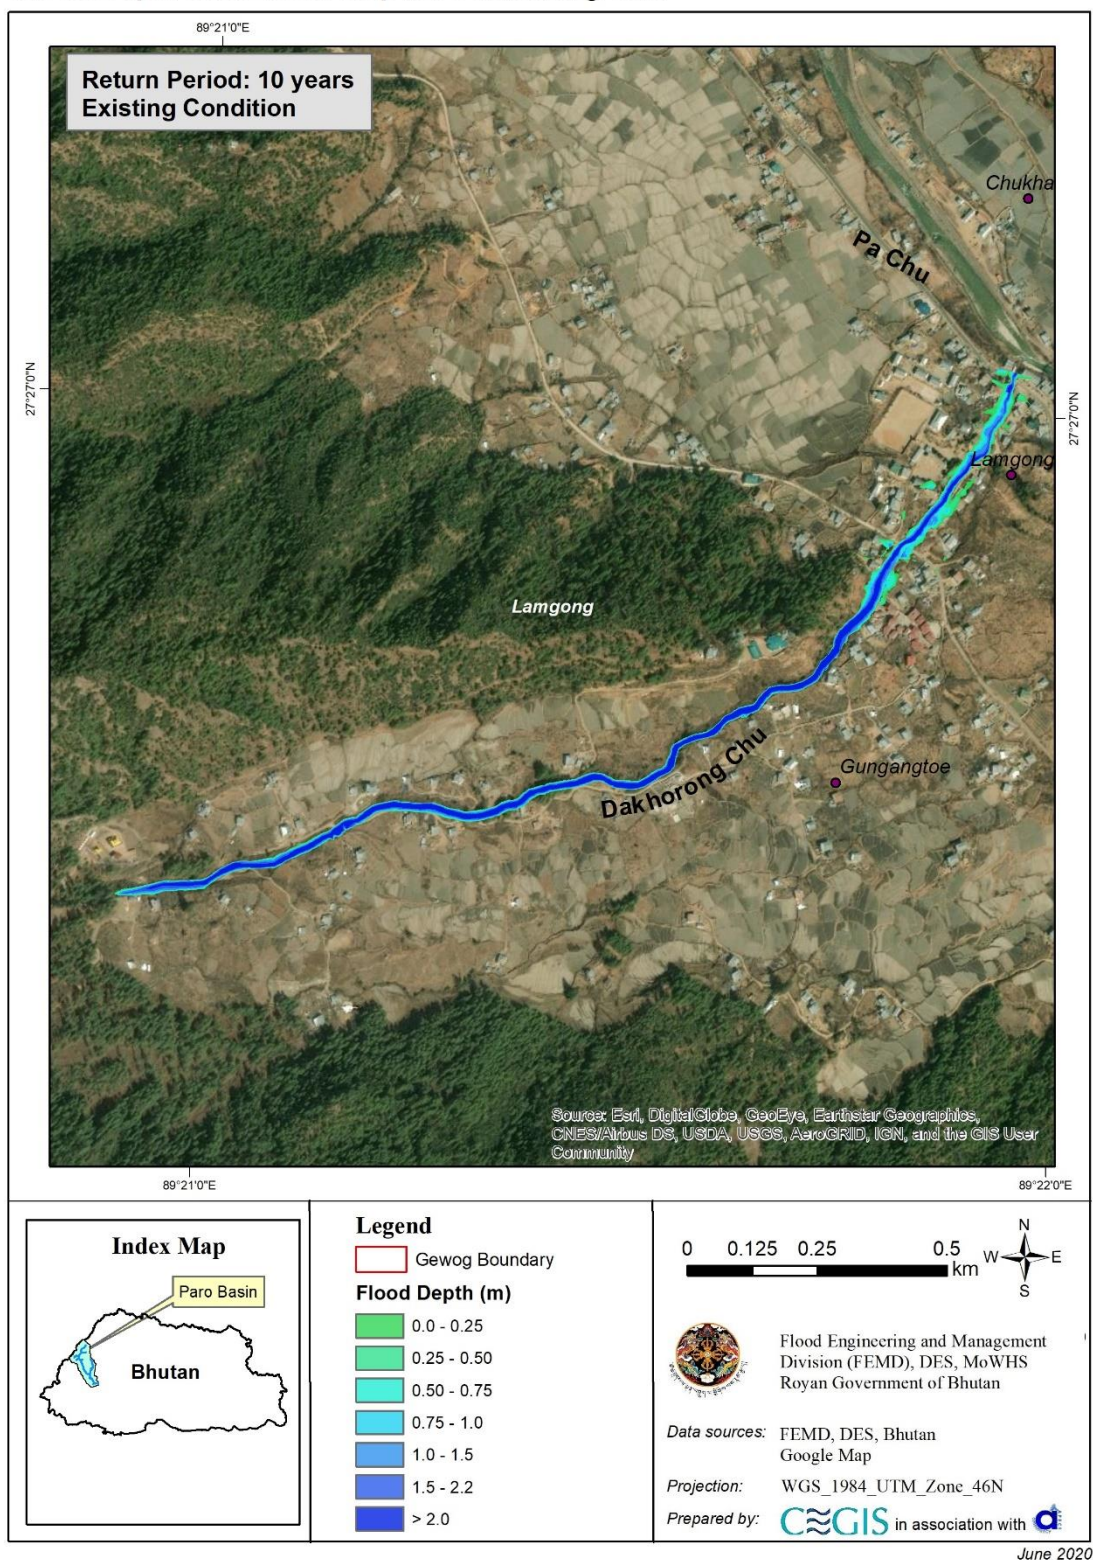 89°21'0"E
Return Period: 10 years
Existing Condition
Chukha
Pa Chu
27°27'0"N
27°27'0"N
Lamgong
Lamgong
Dakhorong Chu
Gungangtoe
Source: Esri, DigitalGlobe, GeoEye, Earthstar Geographics,
CNES/Airbus DS, USDA, USGS, AeroGRID, IGN, and the GIS User
Community
89°21'0"E
89°22'0"E
Index Map
Paro Basin
Bhutan
Legend
Gewog Boundary
Flood Depth (m)
0.0 - 0.25
0.25 - 0.50
0.50 - 0.75
0.75 - 1.0
1.0 - 1.5
1.5 - 2.2
> 2.0
0 0.125 0.25 0.5
km
N
W E
S
Flood Engineering and Management
Division (FEMD), DES, MoWHS
Royan Government of Bhutan
Data sources: FEMD, DES, Bhutan
Google Map
Projection: WGS_1984_UTM_Zone_46N
Prepared by: CEGIS in association with
June 2020